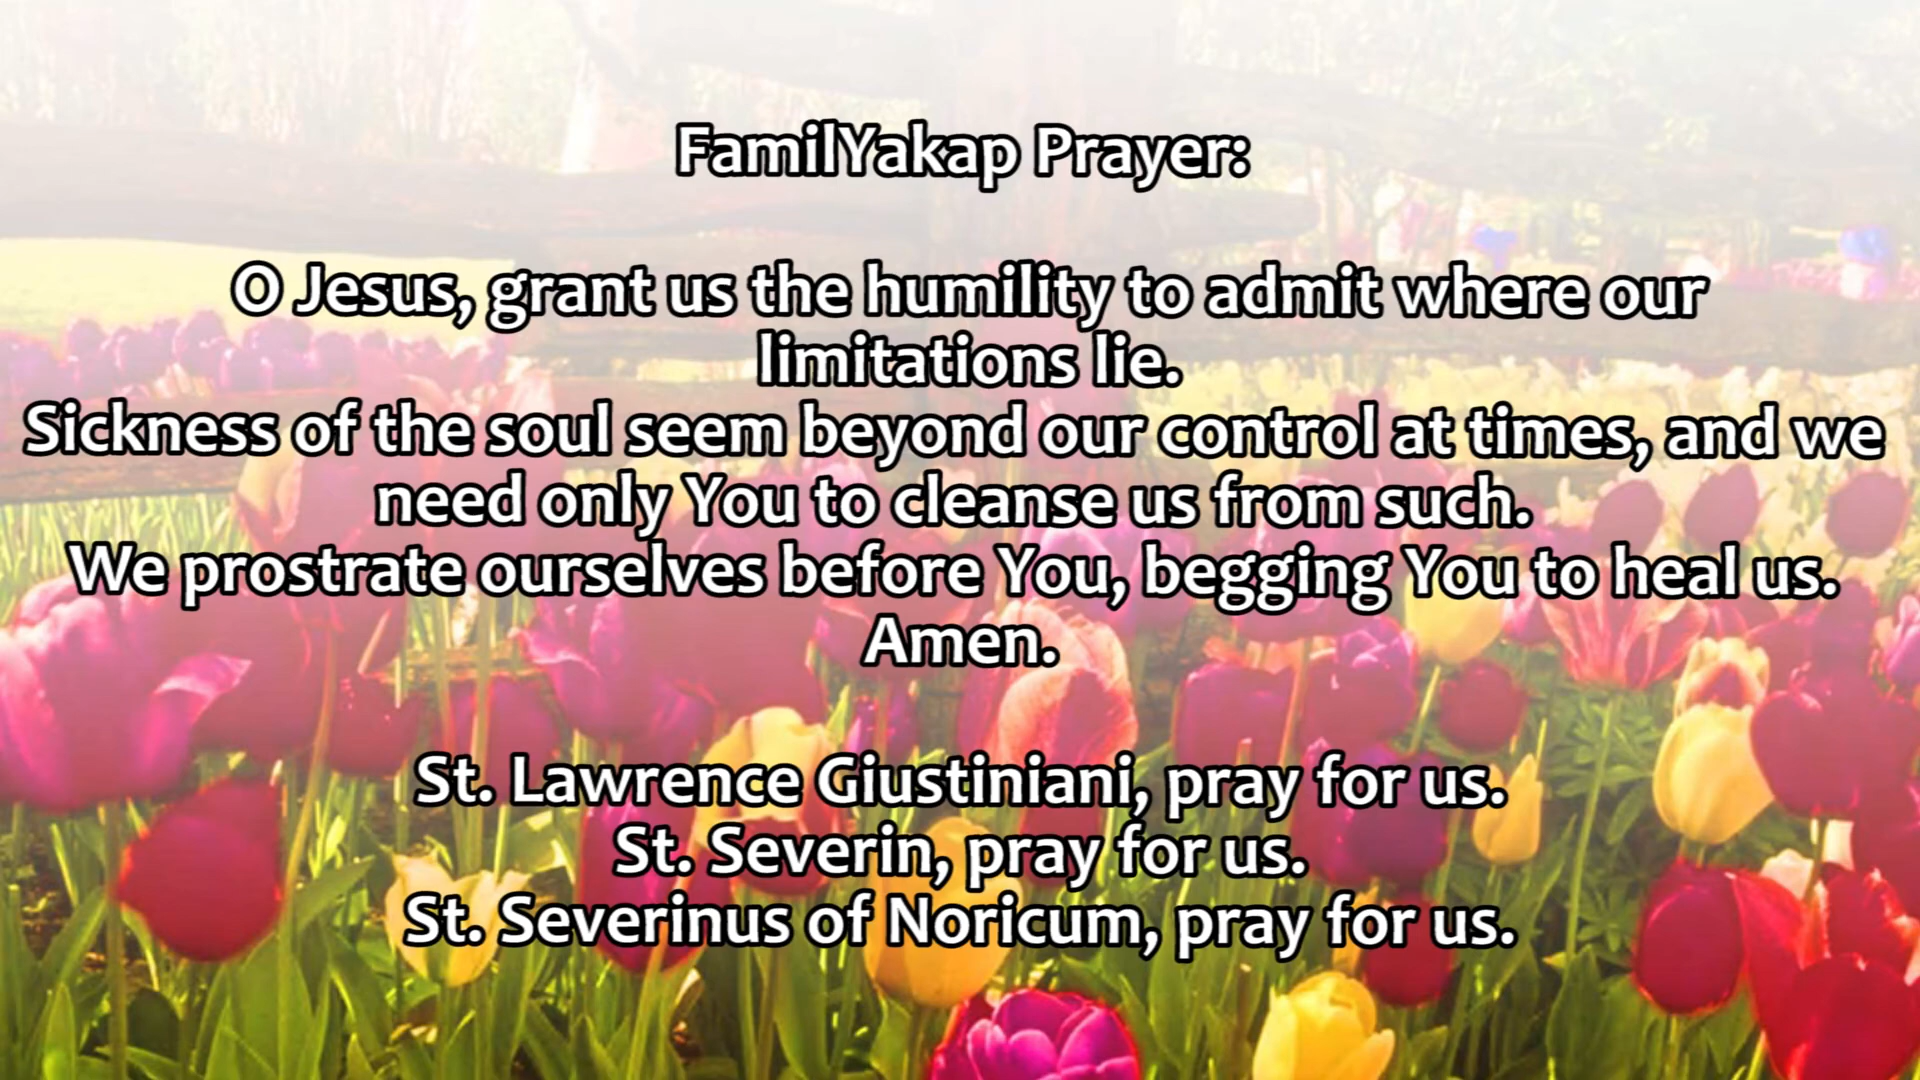 FamilYakap Prayer:
O Jesus, grant us the humility to admit where our
limitations lie.
Sickness of the soul seem beyond our control at times, and we
need only You to cleanse us from such.
We prostrate ourselves before You, begging You to heal us.
Amen.
St. Lawrence Giustiniani, pray for us.
St. Severin, pray for us.
St. Severinus of Noricum, pray for us.